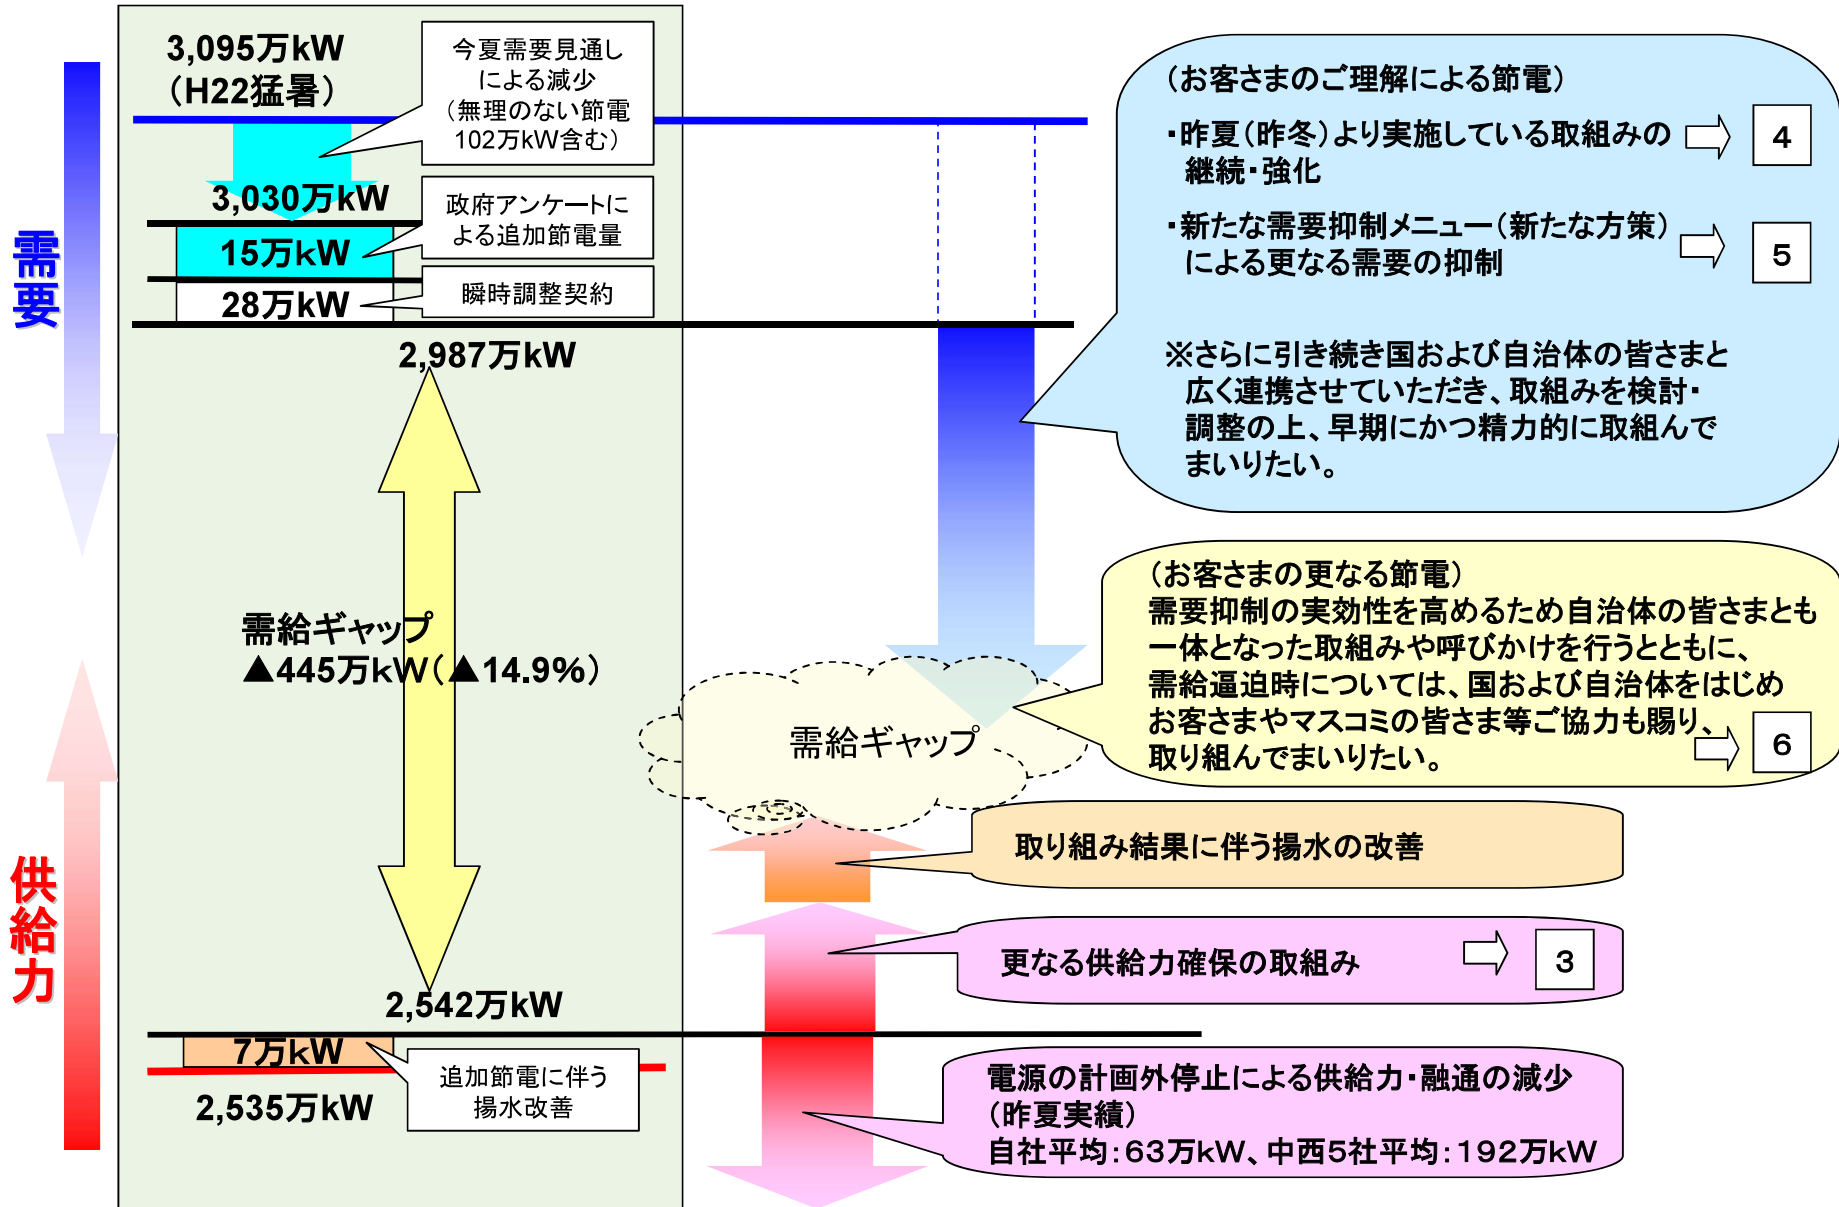 需要
供給力
3,095万kW
（H22猛暑）
今夏需要見通し
による減少
（無理のない節電
102万kW含む）
3,030万kW
政府アンケートに
よる追加節電量
15万kW
28万kW
瞬時調整契約
2,987万kW
需給ギャップ
▲445万kW（▲14.9%）
2,542万kW
7万kW
追加節電に伴う
揚水改善
2,535万kW
（お客さまのご理解による節電）
・昨夏（昨冬）より実施している取組みの
継続・強化
4
・新たな需要抑制メニュー（新たな方策）
による更なる需要の抑制
5
※さらに引き続き国および自治体の皆さまと
広く連携させていただき、取組みを検討・
調整の上、早期にかつ精力的に取組んで
まいりたい。
（お客さまの更なる節電）
需要抑制の実効性を高めるため自治体の皆さまとも
一体となった取組みや呼びかけを行うとともに、
需給逼迫時については、国および自治体をはじめ
お客さまやマスコミの皆さま等ご協力も賜り、
取り組んでまいりたい。
6
需給ギャップ
取り組み結果に伴う揚水の改善
更なる供給力確保の取組み
3
電源の計画外停止による供給力・融通の減少
（昨夏実績）
自社平均：63万kW、中西5社平均：192万kW